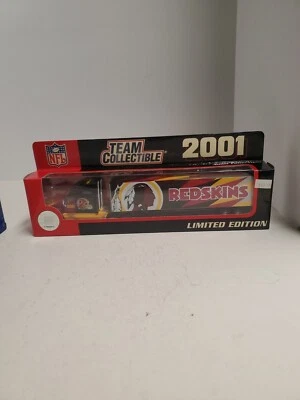 NFL
TEAM
COLLECTIBLE
2001
REDSKINS
LIMITED EDITION